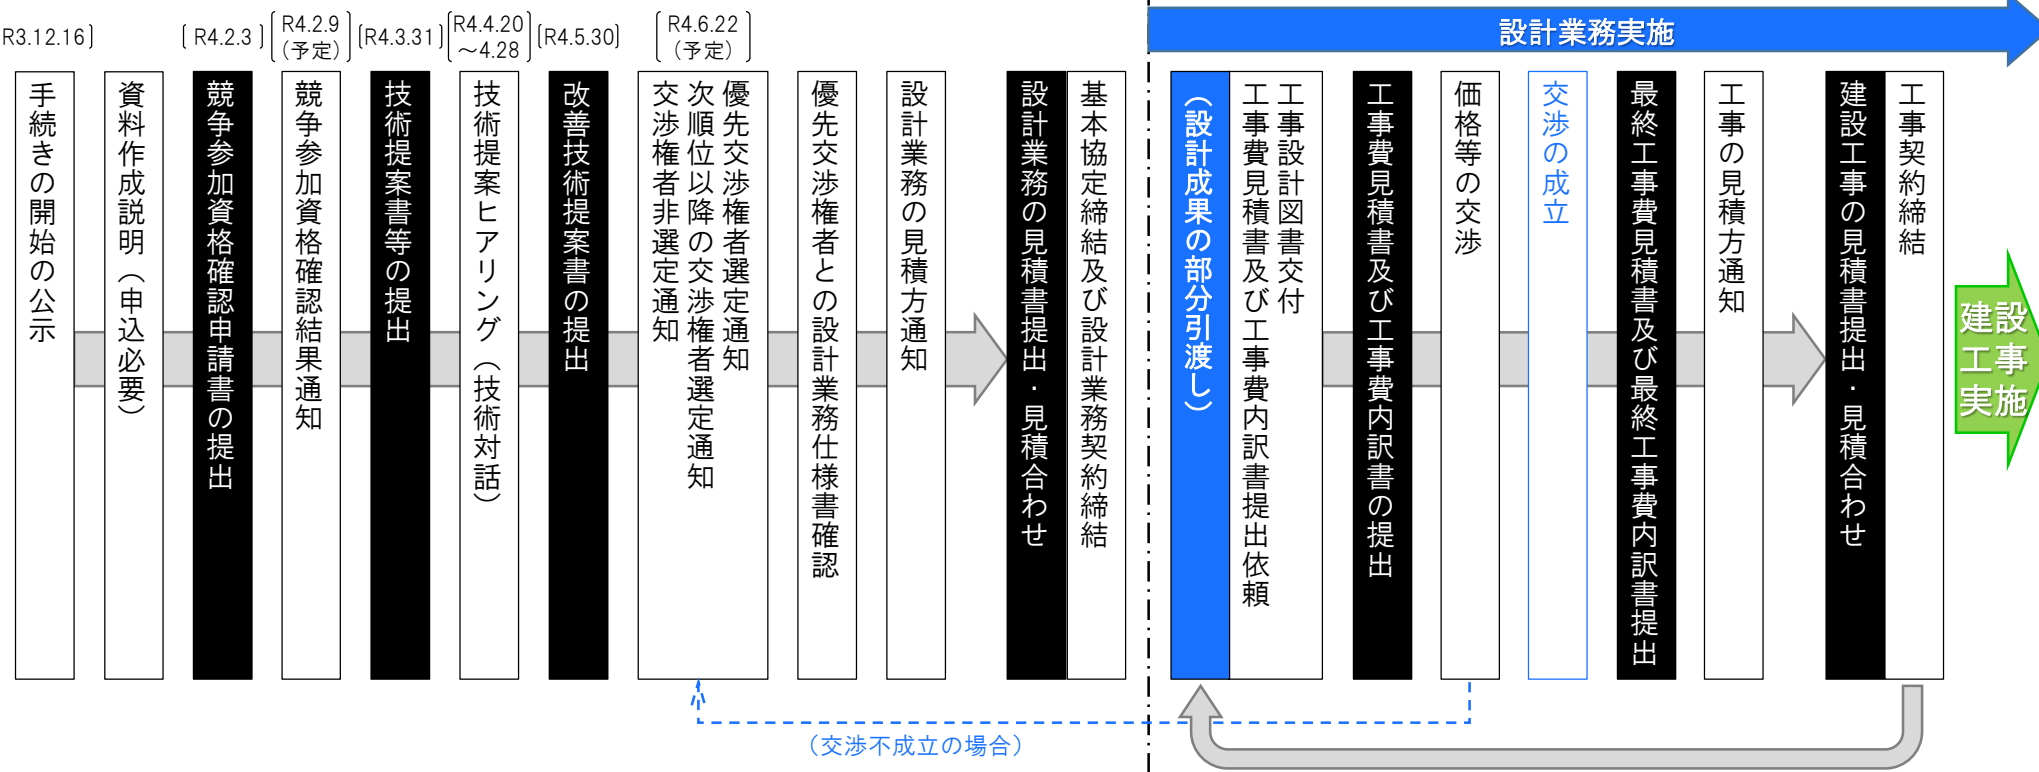 R3.12.16〕
〔R4.2.3〕
〔R4.2.9
(予定)〕
〔R4.3.31〕
〔R4.4.20
～4.28〕
〔R4.5.30〕
〔R4.6.22
(予定)〕
設計業務実施
手続きの開始の公示
資料作成説明（申込必要）
競争参加資格確認申請書の提出
競争参加資格確認結果通知
技術提案書等の提出
技術提案ヒアリング（技術対話）
改善技術提案書の提出
優先交渉権者選定通知
次順位以降の交渉権者選定通知
交渉権者非選定通知
優先交渉権者との設計業務仕様書確認
設計業務の見積方通知
設計業務の見積書提出・見積合わせ
基本協定締結及び設計業務契約締結
（設計成果の部分引渡し）
工事設計図書交付
工事費見積書及び工事費内訳書提出依頼
工事費見積書及び工事費内訳書の提出
価格等の交渉
交渉の成立
最終工事費見積書及び最終工事費内訳書提出
工事の見積方通知
建設工事の見積書提出・見積合わせ
工事契約締結
建設
工事
実施
（交渉不成立の場合）